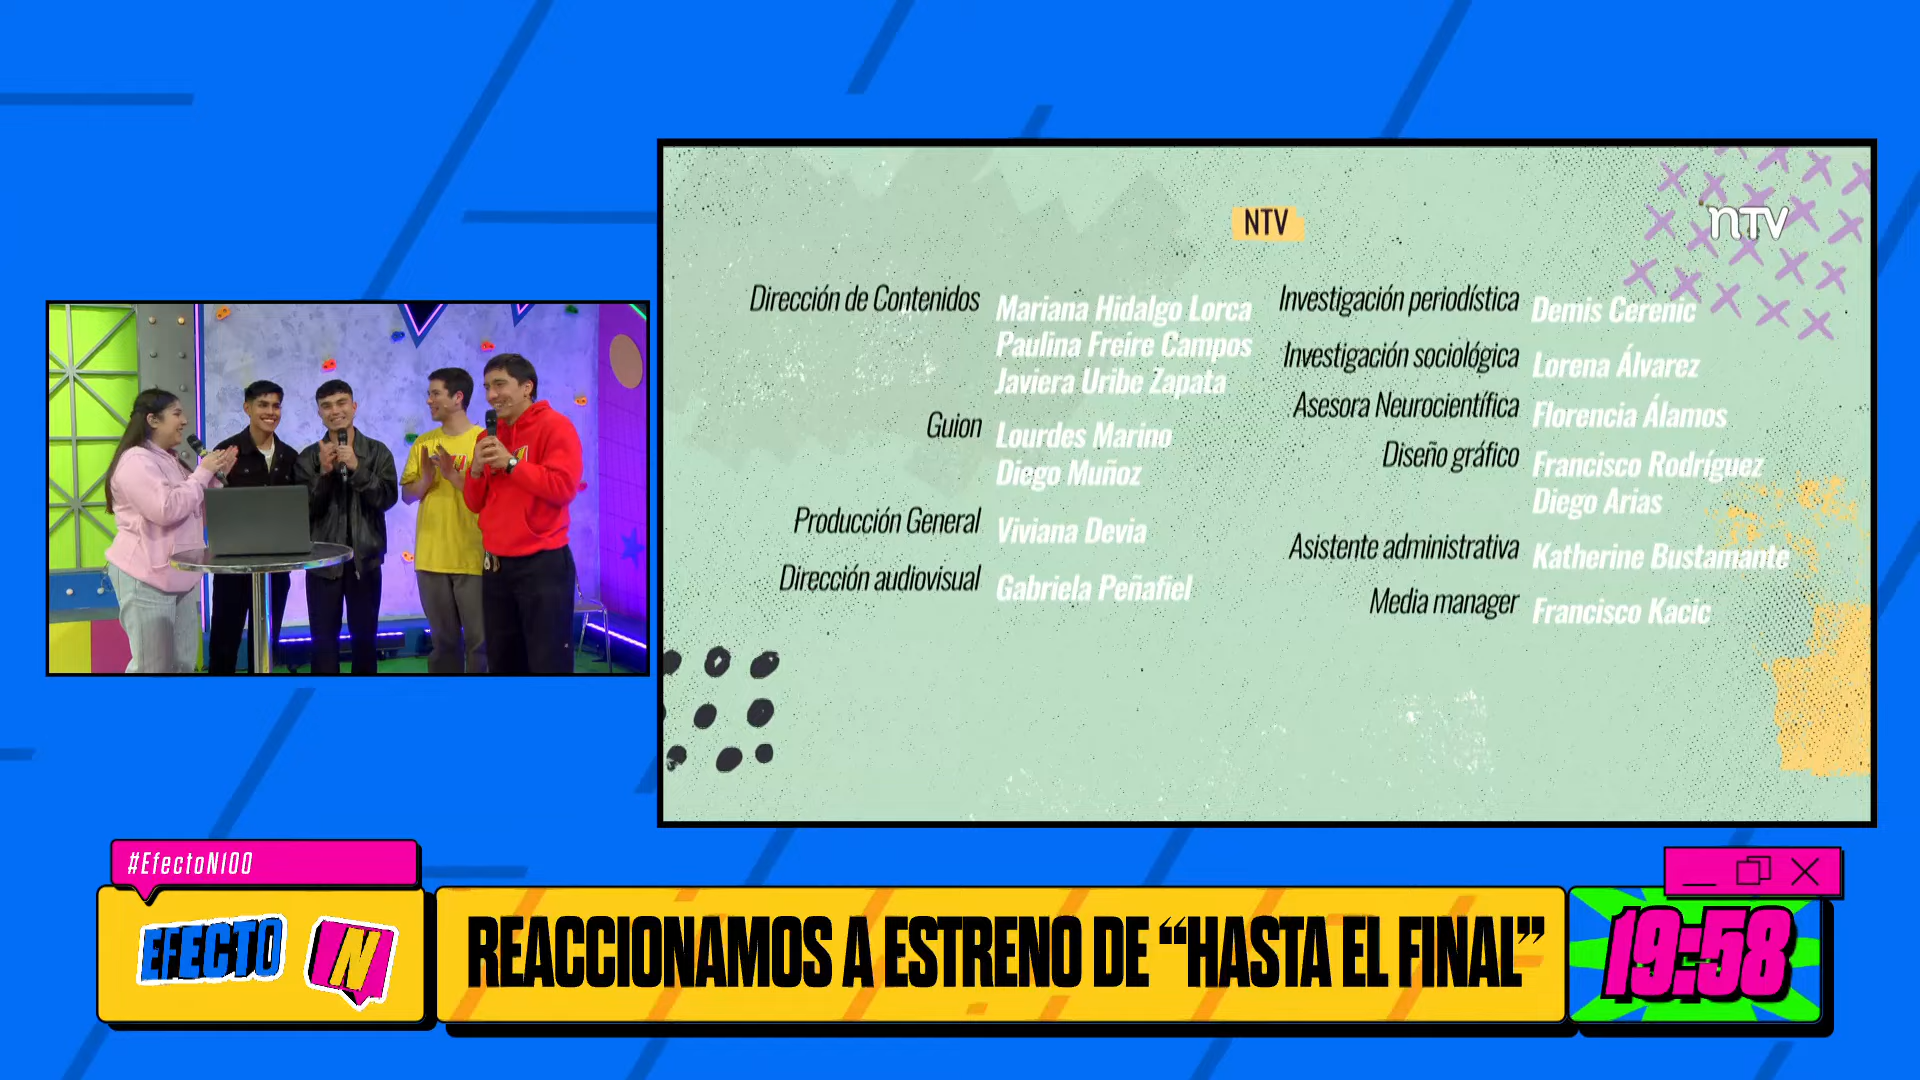 NTV
nTV
Dirección de Contenidos
Mariana Hidalgo Lorca
Paulina Freire Campos
Javiera Uribe Zapata
Guion
Lourdes Marino
Diego Muñoz
Producción General
Viviana Devia
Dirección audiovisual
Gabriela Peñafiel
Investigación periodística
Demis Cerenic
Investigación sociológica
Lorena Álvarez
Asesora Neurocientífica
Florencia Álamos
Diseño gráfico
Francisco Rodríguez
Diego Arias
Asistente administrativa
Katherine Bustamante
Media manager
Francisco Kacic
#EfectoN100
EFECTO N
REACCIONAMOS A ESTRENO DE “HASTA EL FINAL”
19:58